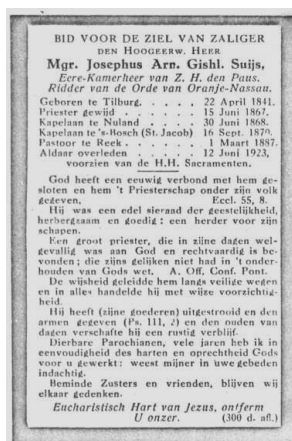 BID VOOR DE ZIEL VAN ZALIGER
DEN HOOGEERW. HEER
Mgr. Josephus Arn. Gishl. Suijs,
Eere-Kamerheer van Z. H. den Paus.
Ridder van de Orde van Oranje-Nassau.
Geboren te Tilburg. . . . . 22 April 1841.
Priester gewijd . . . . . 15 Juni 1867.
Kapelaan te Nuland . . . . 30 Juni 1868.
Kapelaan te 's-Bosch (St. Jacob) 16 Sept. 1870.
Pastoor te Reek . . . . . 1 Maart 1887.
Aldaar overleden . . . . 12 Juni 1923,
voorzien van de H.H. Sacramenten.
God heeft een eeuwig verbond met hem ge-
sloten en hem 't Priesterschap onder zijn volk
gegeven, Eccl. 55, 8.
Hij was een edel sieraad der geestelijkheid,
herbergzaam en goedig: een herder voor zijn
schapen.
Een groot priester, die in zijne dagen wel-
gevallig was aan God en rechtvaardig is be-
vonden; die zijns gelijken niet had in 't onder-
houden van Gods wet, A. Off. Conf. Pont.
De wijsheid geleidde hem langs veilige wegen
en in alles handelde hij met wijze voorzichtig-
heid.
Hij heeft (zijne goederen) uitgestrooid en den
armen gegeven (Ps. 111, 2) en den ouden van
dagen verschafte hij een rustig verblijf.
Dierbare Parochianen, vele jaren heb ik in
eenvoudigheid des harten en oprechtheid Gods
voor u gewerkt: weest mijner in uwe gebeden
indachtig.
Beminde Zusters en vrienden, blijven wij
elkaar gedenken.
Eucharistisch Hart van Jezus, ontferm
U onzer. (300 d. afl.)